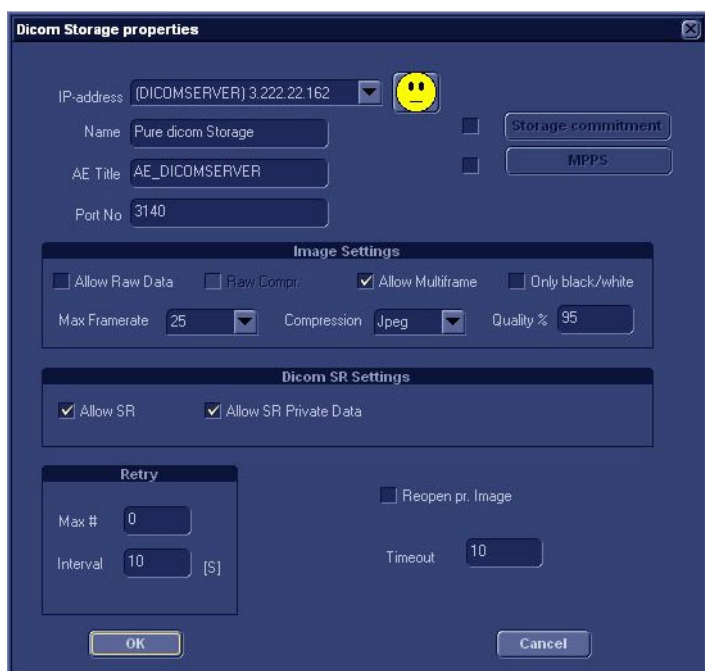 Dicom Storage properties
IP-address (DICOMSERVER) 3.222.22.162
Name Pure dicom Storage
Storage commitment
AE Title AE_DICOMSERVER
MPPS
Port No 3140
Image Settings
Allow Raw Data Raw Compr. Allow Multiframe Only black/white
Max Framerate 25 Compression Jpeg Quality % 95
Dicom SR Settings
Allow SR Allow SR Private Data
Retry
Reopen pr. Image
Max # 0
Timeout 10
Interval 10 [S]
OK Cancel